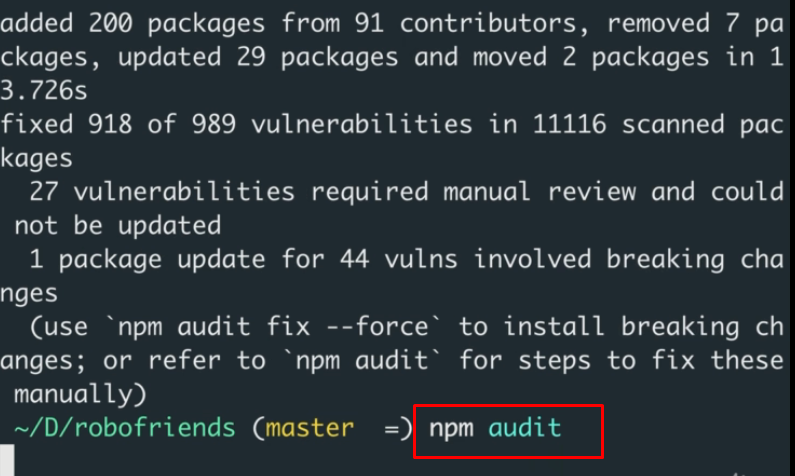 added 200 packages from 91 contributors, removed 7 pa
ckages, updated 29 packages and moved 2 packages in 1
3.726s
fixed 918 of 989 vulnerabilities in 11116 scanned pac
kages
  27 vulnerabilities required manual review and could
 not be updated
  1 package update for 44 vulns involved breaking cha
nges
  (use `npm audit fix --force` to install breaking ch
anges; or refer to `npm audit` for steps to fix these
 manually)
~/D/robofriends (master  =) npm audit